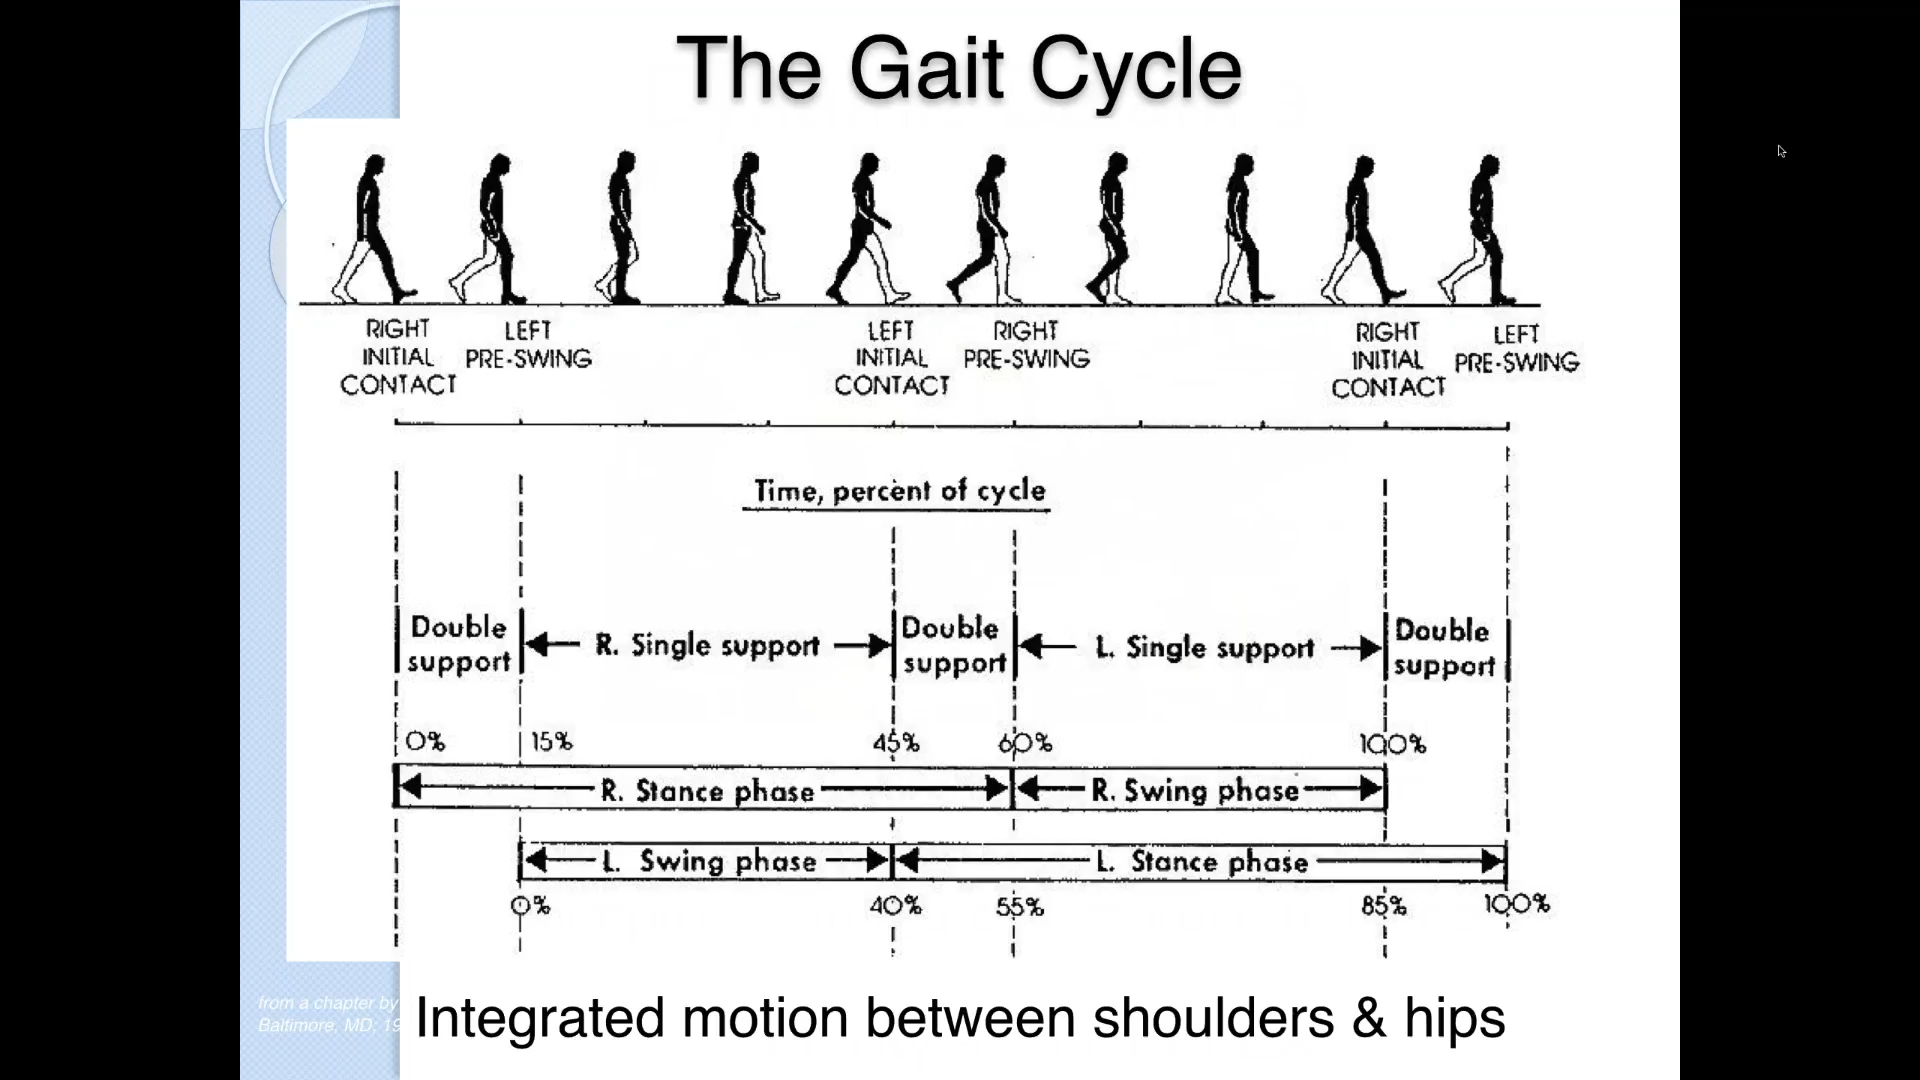 The Gait Cycle
RIGHT INITIAL CONTACT
LEFT PRE-SWING
LEFT INITIAL CONTACT
RIGHT PRE-SWING
RIGHT INITIAL CONTACT
LEFT PRE-SWING
Time, percent of cycle
Double support
R. Single support
Double support
L. Single support
Double support
0% 15% 45% 60% 100%
R. Stance phase R. Swing phase
L. Swing phase L. Stance phase
0% 40% 55% 85% 100%
from a chapter by
Baltimore, MD; 19
Integrated motion between shoulders & hips